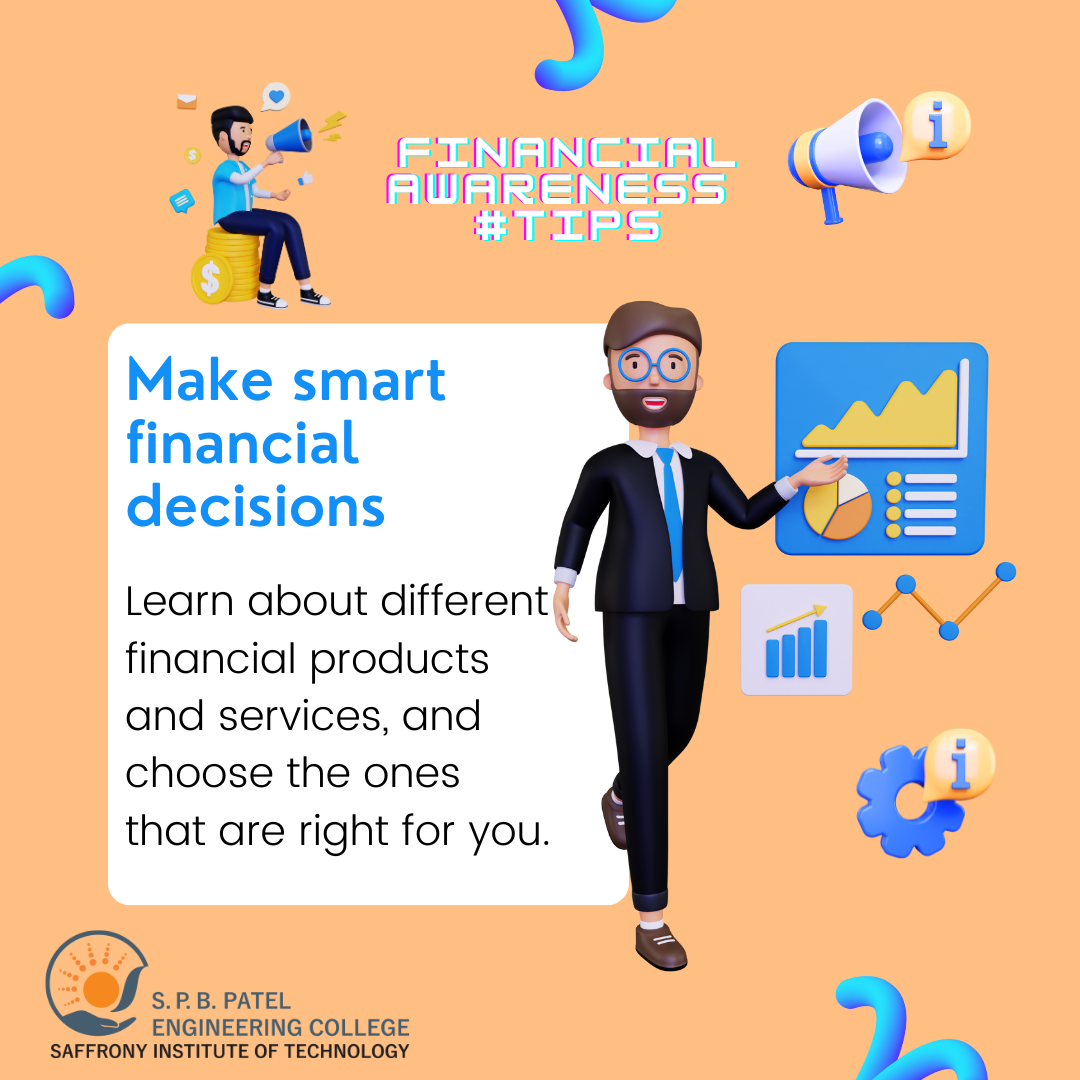 FINANCIAL
AWARENESS
#TIPS
Make smart
financial
decisions
Learn about different
financial products
and services, and
choose the ones
that are right for you.
S. P. B. PATEL
ENGINEERING COLLEGE
SAFFRONY INSTITUTE OF TECHNOLOGY